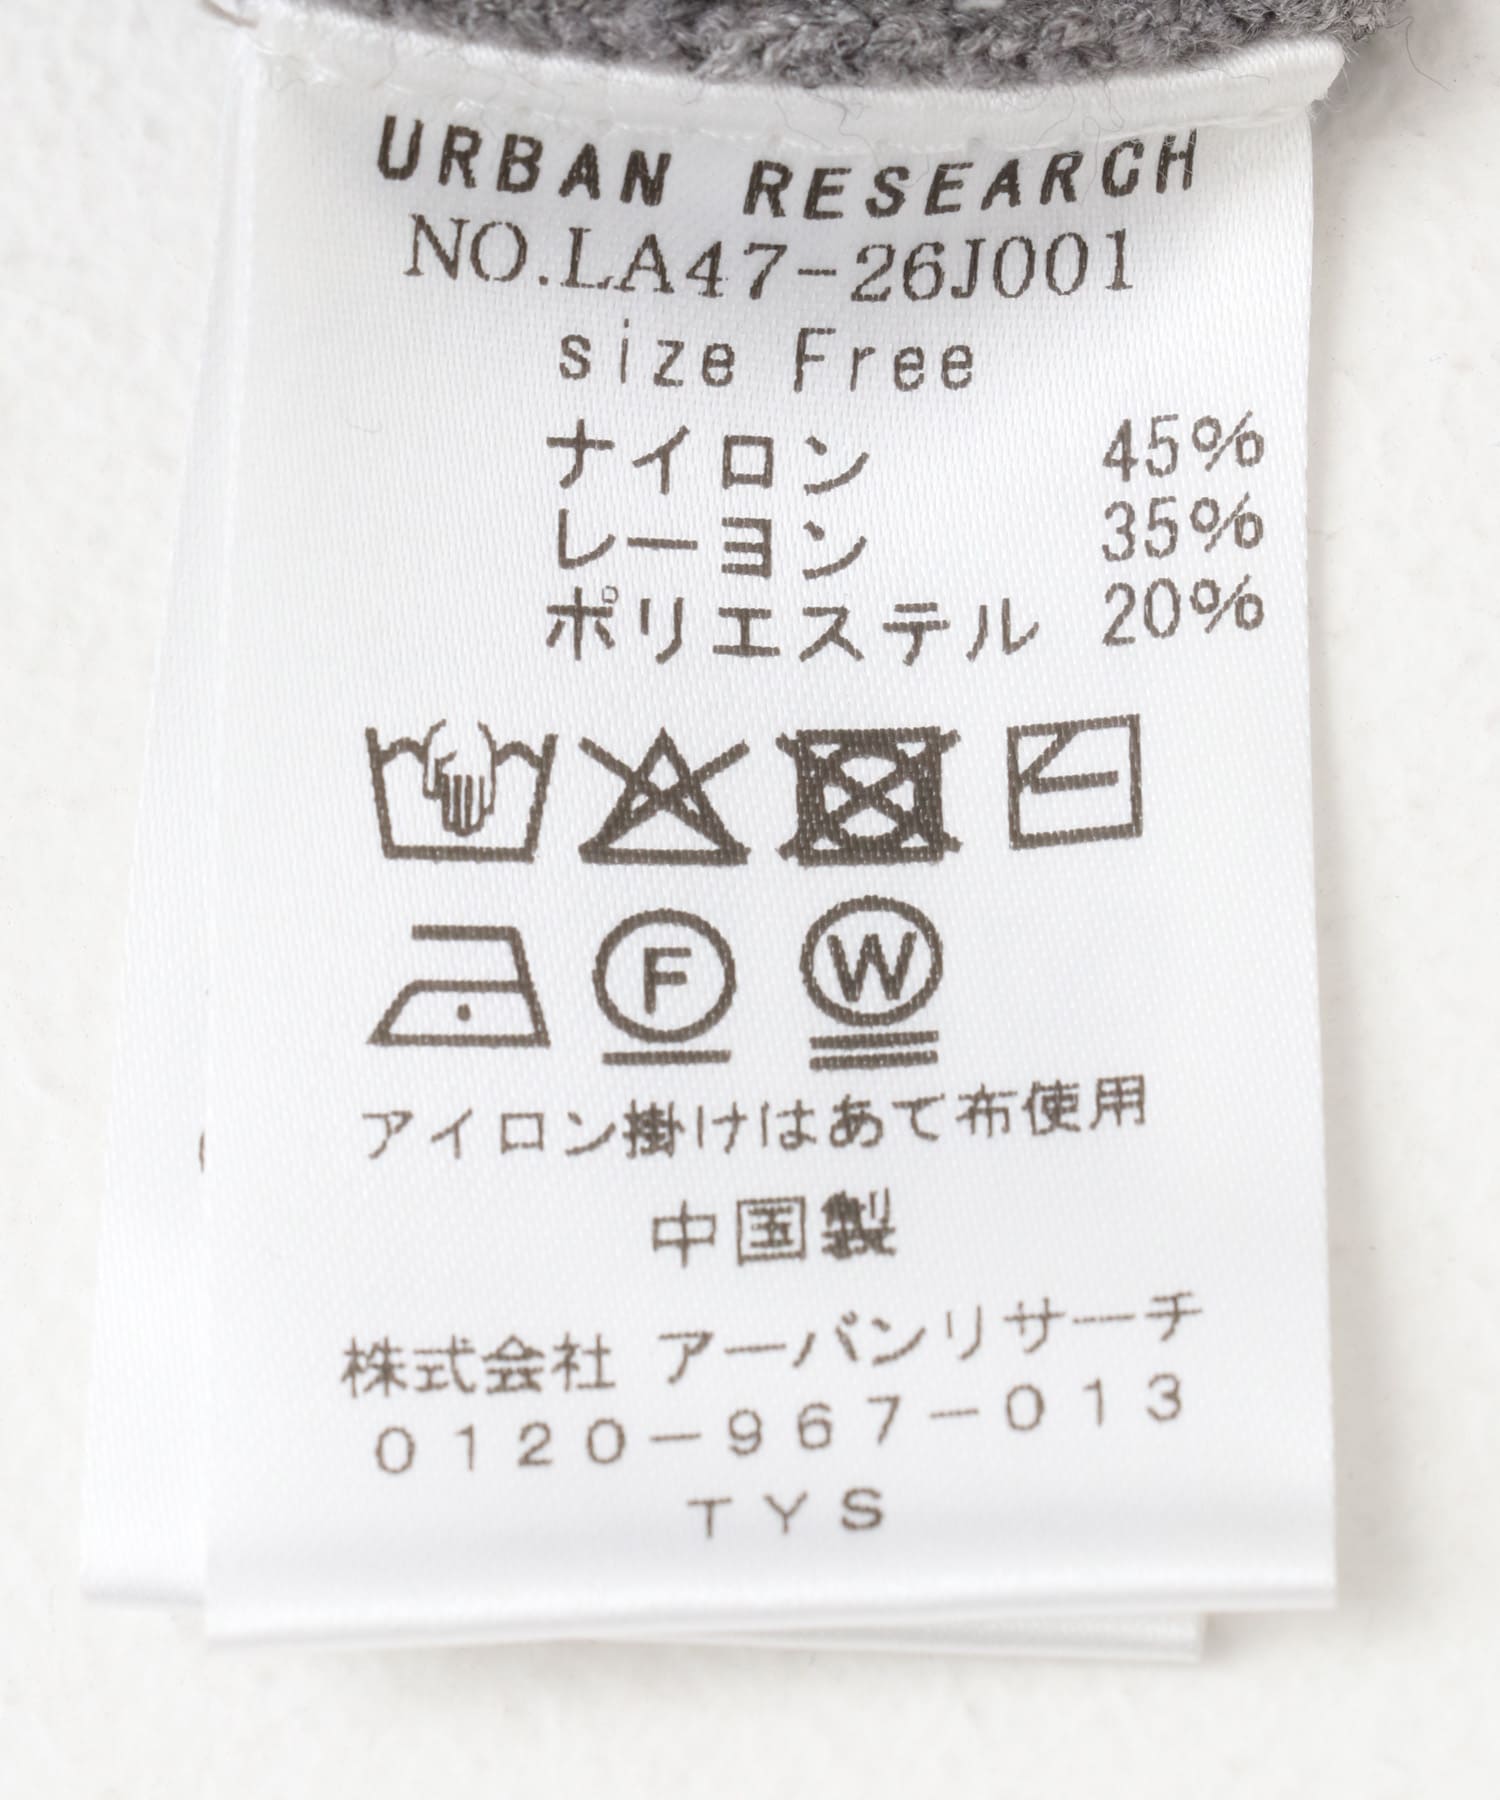 URBAN RESEARCH
NO.LA47-26J001
size Free
ナイロン 45%
レーヨン 35%
ポリエステル 20%
F W
アイロン掛けはあて布使用
中国製
株式会社 アーバンリサーチ
0120-967-013
TYS